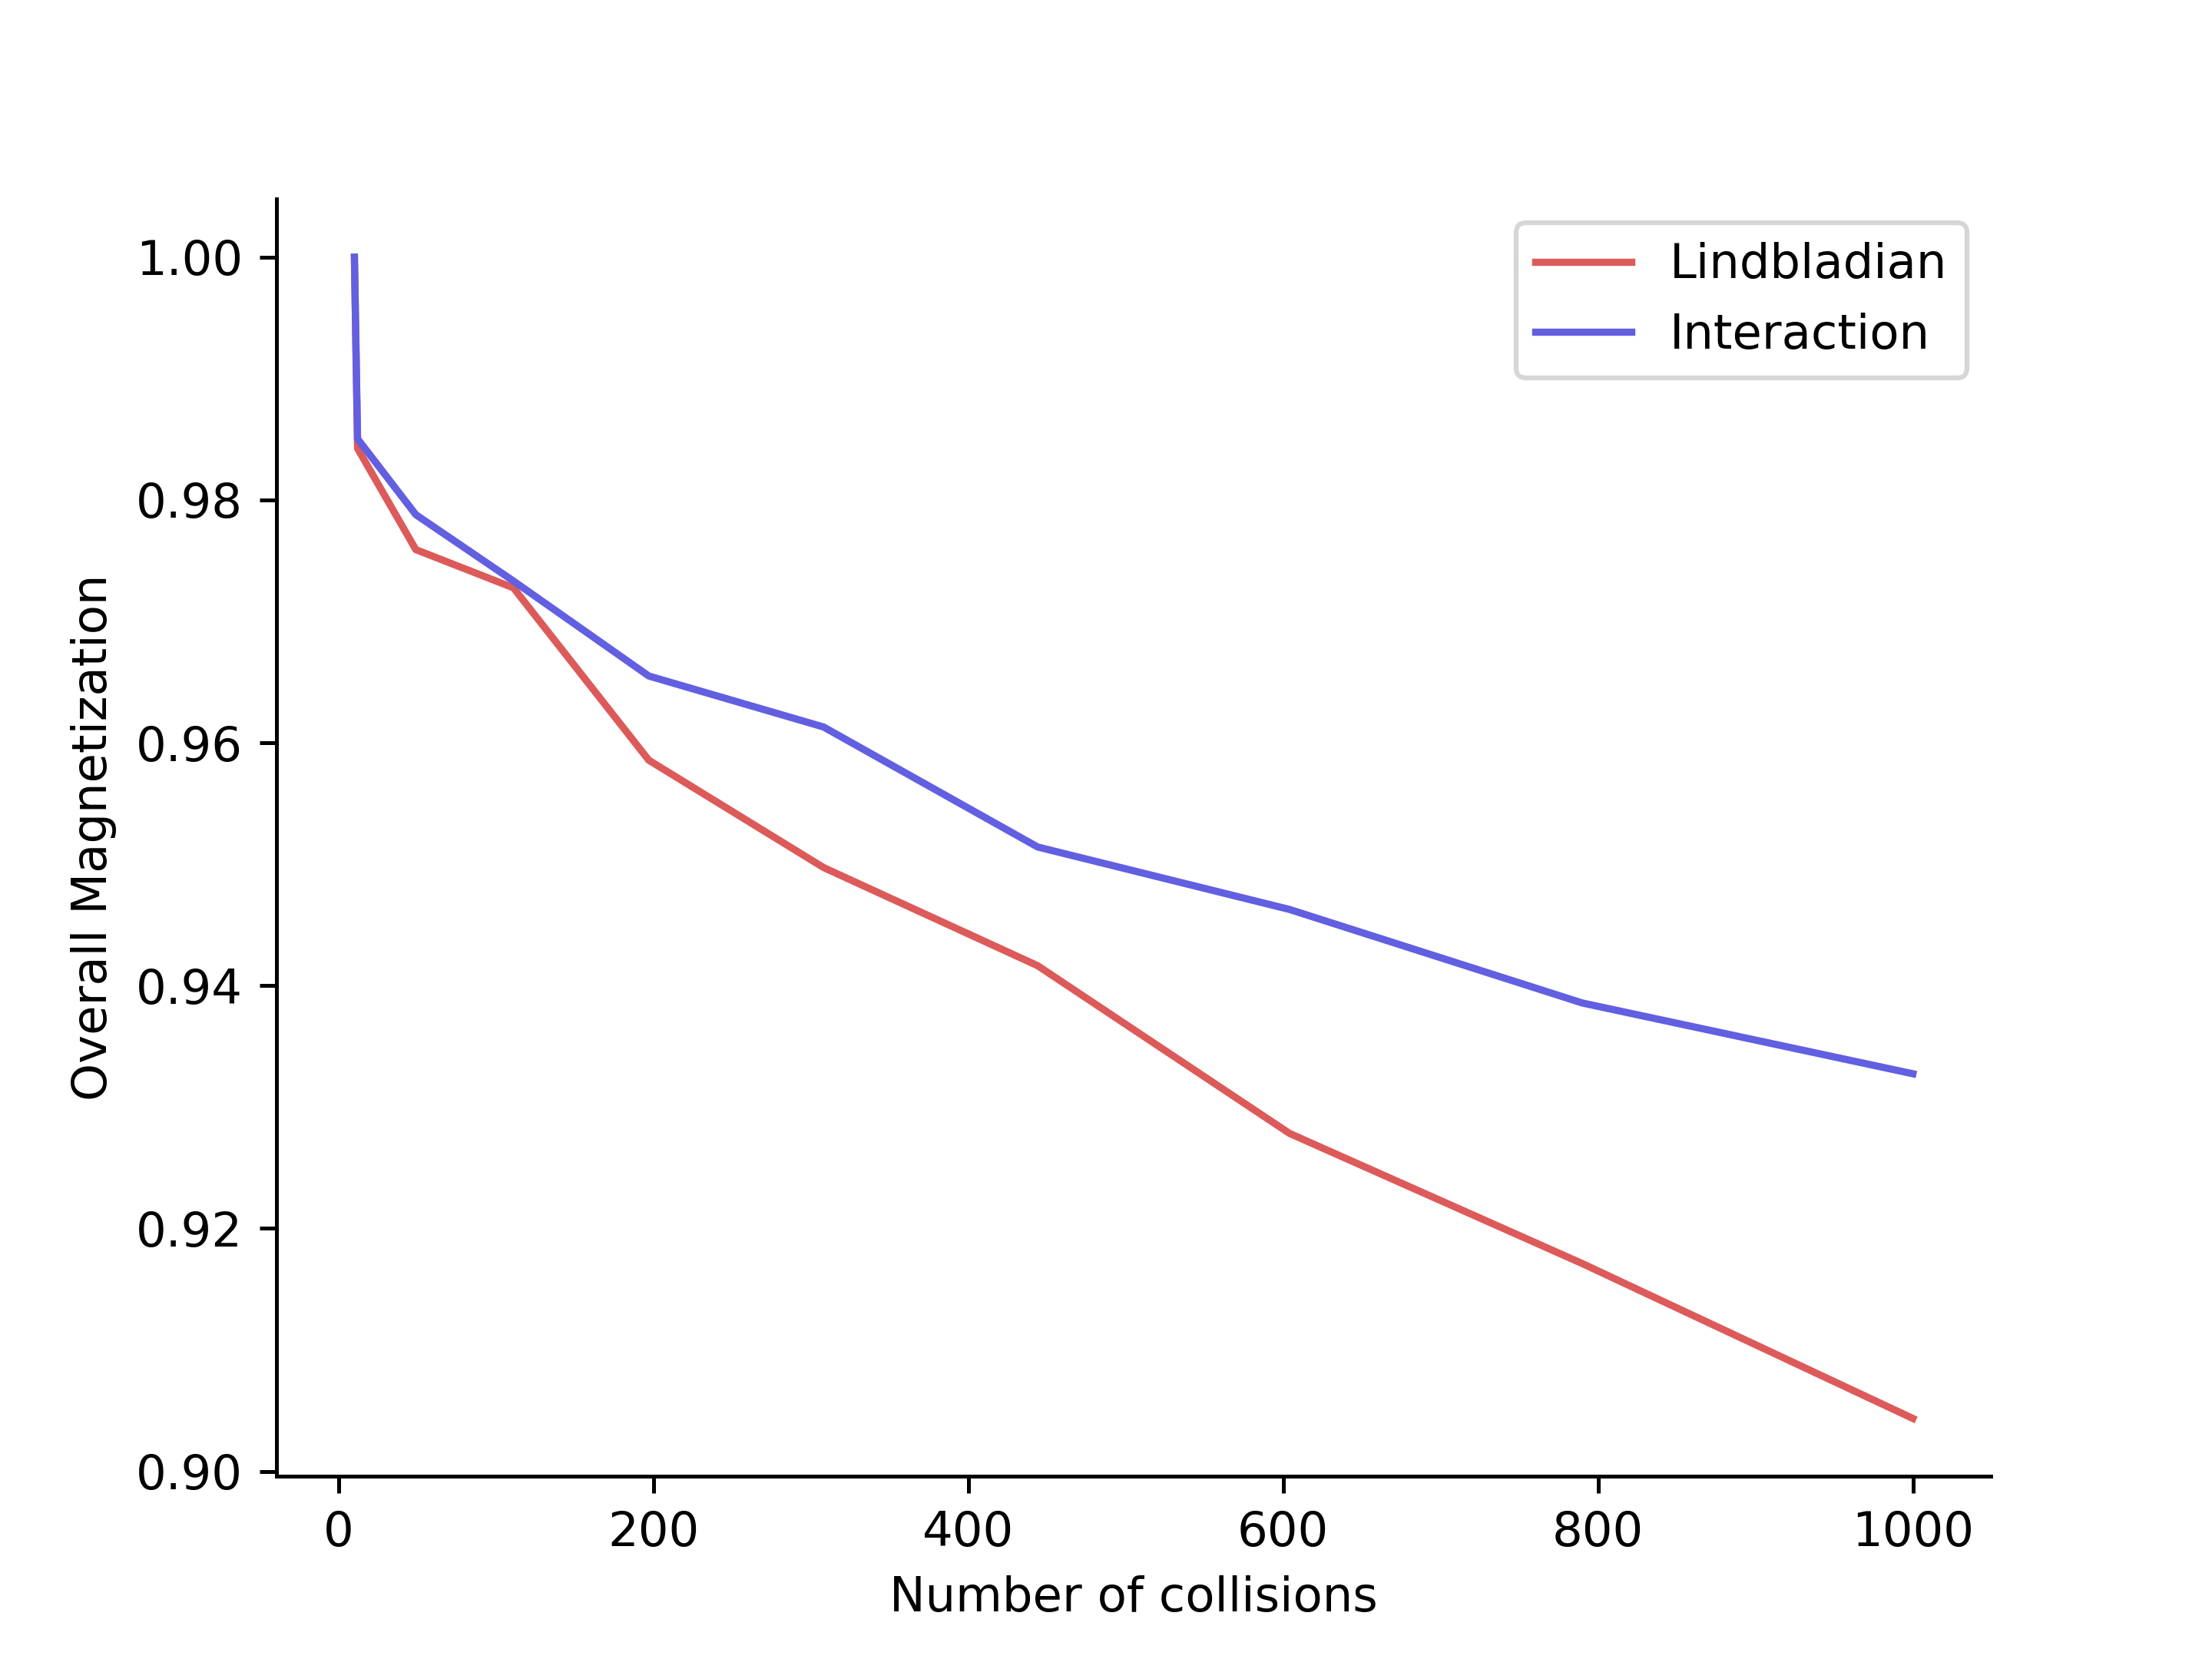 Lindbladian
Interaction
Overall Magnetization
1.00
0.98
0.96
0.94
0.92
0.90
0 200 400 600 800 1000
Number of collisions